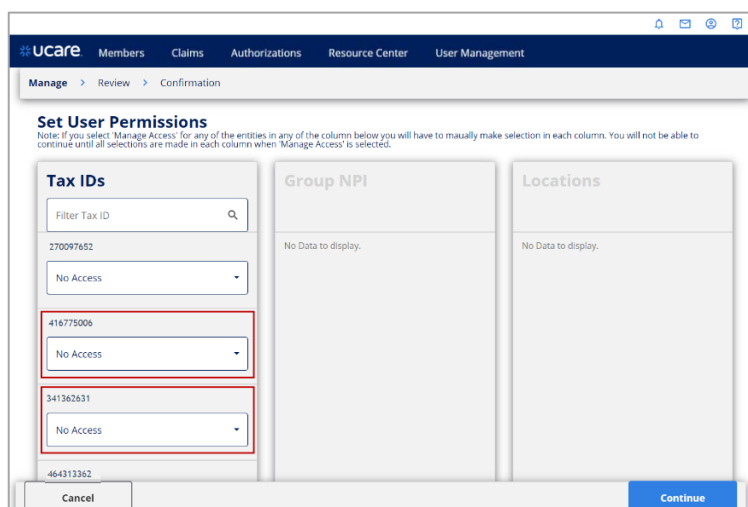 ucare
Members Claims Authorizations Resource Center User Management
Manage > Review > Confirmation
Set User Permissions
Note: If you select 'Manage Access' for any of the entities in any of the column below you will have to maually make selection in each column. You will not be able to
continue until all selections are made in each column when 'Manage Access' is selected.
Tax IDs
Filter Tax ID
270097652
No Access
416775006
No Access
341362631
No Access
464313362
Group NPI
No Data to display.
Locations
No Data to display.
Cancel
Continue